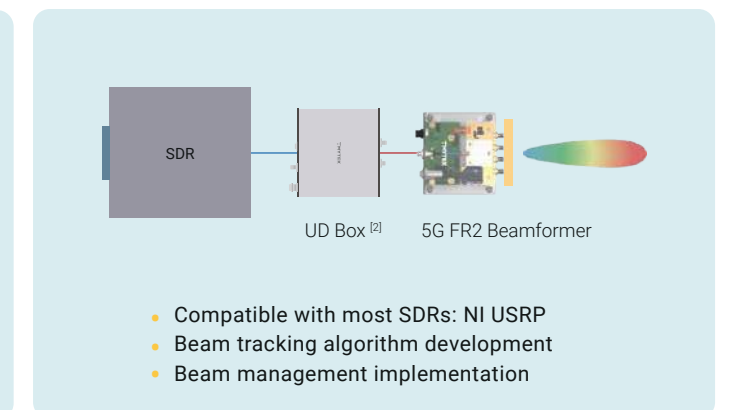 SDR
UD Box [2]
5G FR2 Beamformer
Compatible with most SDRs: NI USRP
Beam tracking algorithm development
Beam management implementation